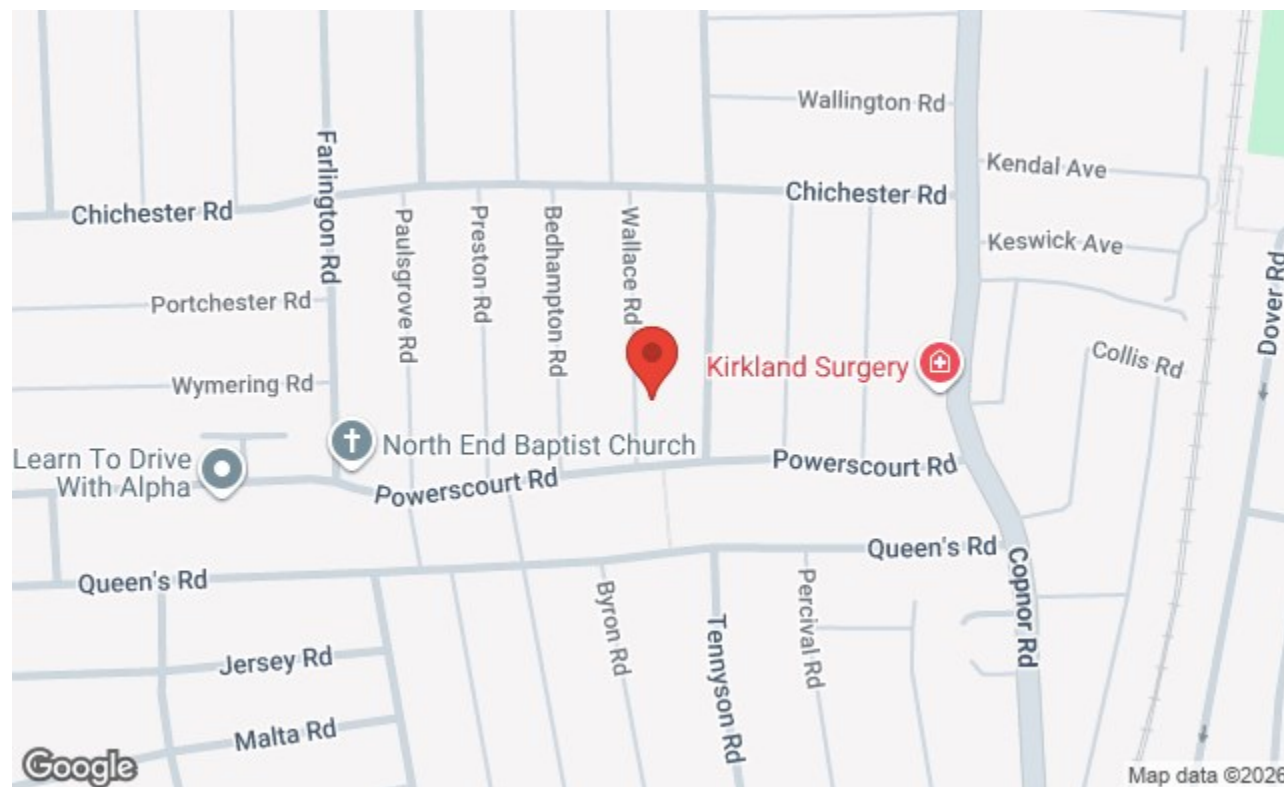 Wallington Rd
Farlington Rd
Kendal Ave
Chichester Rd
Chichester Rd
Paulsgrove Rd
Preston Rd
Bedhampton Rd
Wallace Rd
Keswick Ave
Dover Rd
Portchester Rd
Collis Rd
Kirkland Surgery
Wymering Rd
North End Baptist Church
Learn To Drive
With Alpha
Powerscourt Rd
Powerscourt Rd
Queen's Rd
Queen's Rd
Copnor Rd
Byron Rd
Percival Rd
Tennyson Rd
Jersey Rd
Malta Rd
Google
Map data ©2026